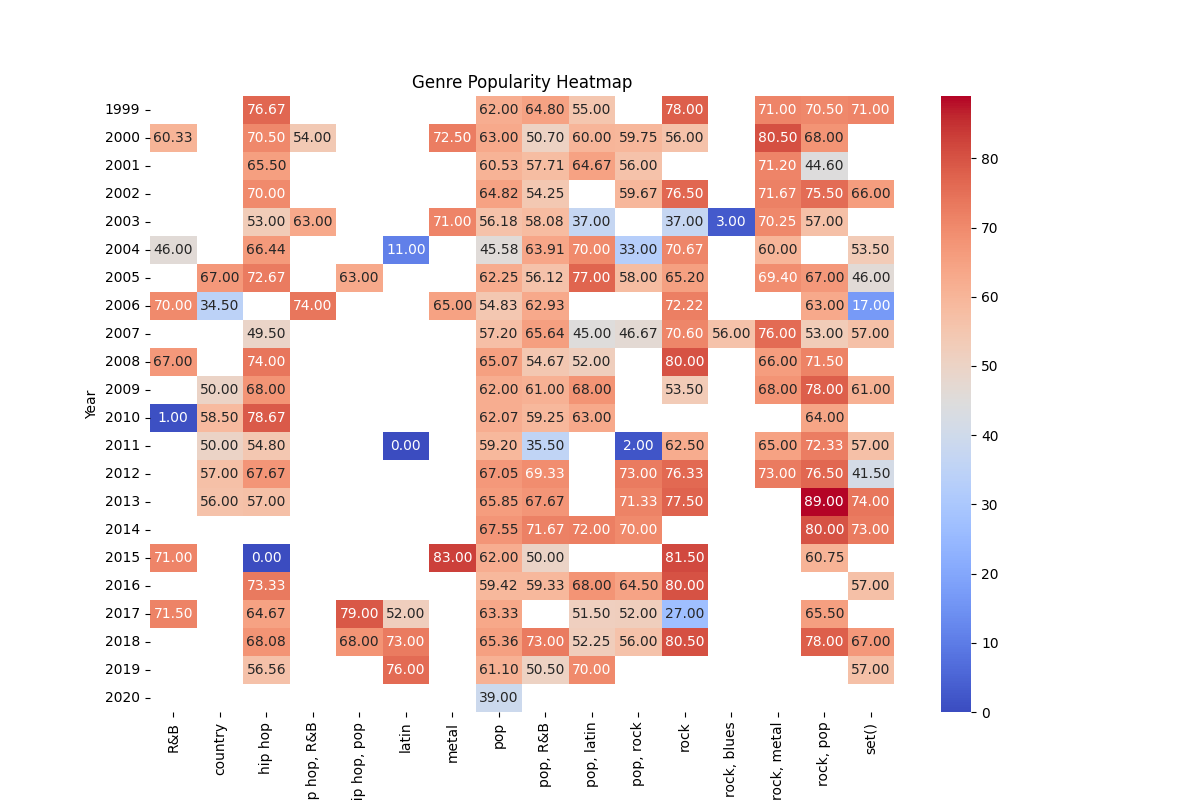 Genre Popularity Heatmap
Year
1999 76.67 62.00 64.80 55.00 78.00 71.00 70.50 71.00
2000 60.33 70.50 54.00 72.50 63.00 50.70 60.00 59.75 56.00 80.50 68.00
2001 65.50 60.53 57.71 64.67 56.00 71.20 44.60
2002 70.00 64.82 54.25 59.67 76.50 71.67 75.50 66.00
2003 53.00 63.00 71.00 56.18 58.08 37.00 37.00 3.00 70.25 57.00
2004 46.00 66.44 11.00 45.58 63.91 70.00 33.00 70.67 60.00 53.50
2005 67.00 72.67 63.00 62.25 56.12 77.00 58.00 65.20 69.40 67.00 46.00
2006 70.00 34.50 74.00 65.00 54.83 62.93 72.22 63.00 17.00
2007 49.50 57.20 65.64 45.00 46.67 70.60 56.00 76.00 53.00 57.00
2008 67.00 74.00 65.07 54.67 52.00 80.00 66.00 71.50
2009 50.00 68.00 62.00 61.00 68.00 53.50 68.00 78.00 61.00
2010 1.00 58.50 78.67 62.07 59.25 63.00 64.00
2011 50.00 54.80 0.00 59.20 35.50 2.00 62.50 65.00 72.33 57.00
2012 57.00 67.67 67.05 69.33 73.00 76.33 73.00 76.50 41.50
2013 56.00 57.00 65.85 67.67 71.33 77.50 89.00 74.00
2014 67.55 71.67 72.00 70.00 80.00 73.00
2015 71.00 0.00 83.00 62.00 50.00 81.50 60.75
2016 73.33 59.42 59.33 68.00 64.50 80.00 57.00
2017 71.50 64.67 79.00 52.00 63.33 51.50 52.00 27.00 65.50
2018 68.08 68.00 73.00 65.36 73.00 52.25 56.00 80.50 78.00 67.00
2019 56.56 76.00 61.10 50.50 70.00 57.00
2020 39.00
R&B
country
hip hop
p hop, R&B
ip hop, pop
latin
metal
pop
pop, R&B
pop, latin
pop, rock
rock
rock, blues
rock, metal
rock, pop
set()
80
70
60
50
40
30
20
10
0